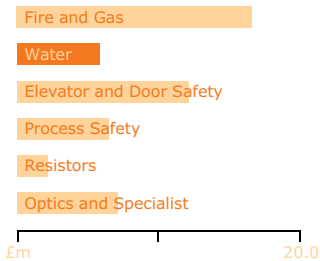 Fire and Gas
Water
Elevator and Door Safety
Process Safety
Resistors
Optics and Specialist
£m 20.0